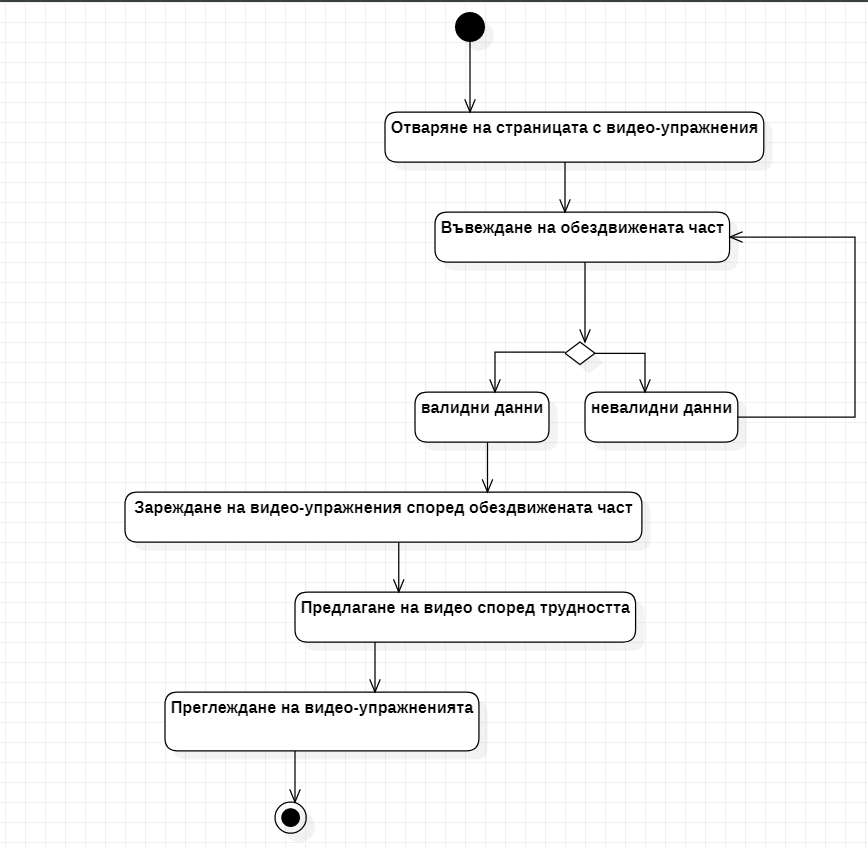 Отваряне на страницата с видео-упражнения
Въвеждане на обездвижената част
валидни данни
невалидни данни
Зареждане на видео-упражнения според обездвижената част
Предлагане на видео според трудността
Преглеждане на видео-упражненията